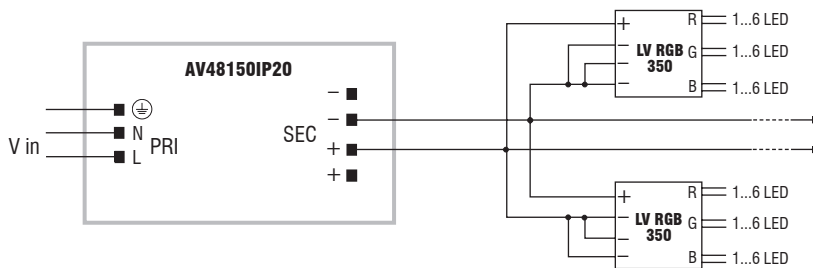 AV48150IP20
V in
N
L
PRI
SEC
-
-
+
+
+
-
-
-
LV RGB
350
R
G
B
1...6 LED
1...6 LED
1...6 LED
+
-
-
-
LV RGB
350
R
G
B
1...6 LED
1...6 LED
1...6 LED